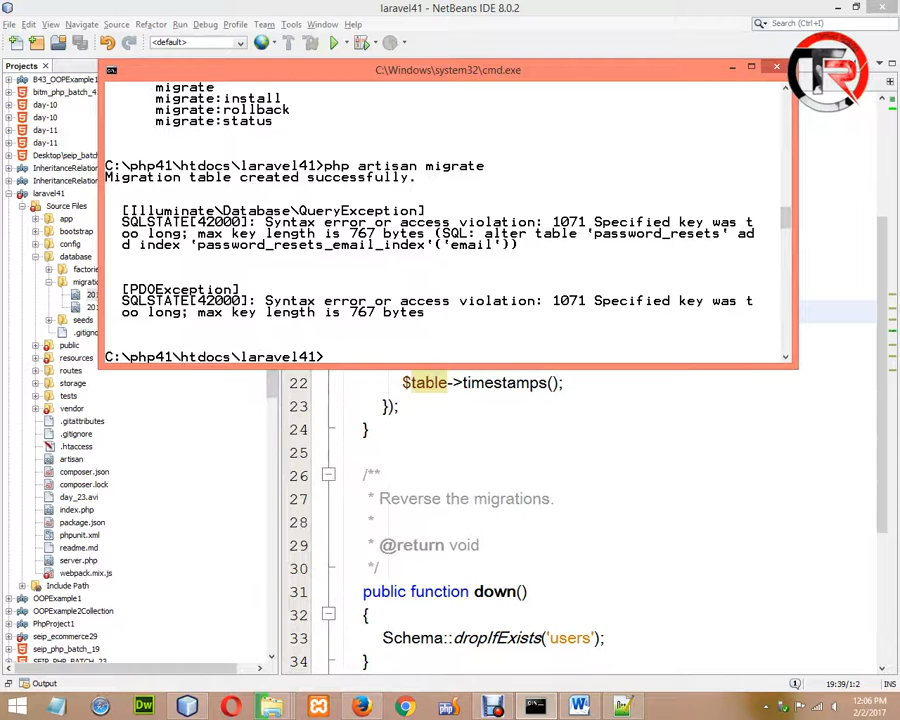 laravel41 - NetBeans IDE 8.0.2
File Edit View Navigate Source Refactor Run Debug Profile Team Tools Window Help
Search (Ctrl+I)
<default>
Projects
B43_OOPExample1
bitm_php_batch_4
day-10
day-10
day-11
day-11
Desktop\seip_batch
InheritanceRelation
InheritanceRelation
laravel41
Source Files
app
bootstrap
config
database
factorie
migratio
20
20
seeds
.gitigno
public
resources
routes
storage
tests
vendor
.gitattributes
.gitignore
.htaccess
artisan
composer.json
composer.lock
day_23.avi
index.php
package.json
phpunit.xml
readme.md
server.php
webpack.mix.js
Include Path
OOPExample1
OOPExample2Collection
PhpProject1
seip_ecommerce29
seip_php_batch_19
SEIP_PHP_BATCH_23
C:\Windows\system32\cmd.exe
migrate
migrate:install
migrate:rollback
migrate:status
C:\php41\htdocs\laravel41>php artisan migrate
Migration table created successfully.
[Illuminate\Database\QueryException]
SQLSTATE[42000]: Syntax error or access violation: 1071 Specified key was t
oo long; max key length is 767 bytes (SQL: alter table `password_resets` ad
d index `password_resets_email_index`(`email`))
[PDOException]
SQLSTATE[42000]: Syntax error or access violation: 1071 Specified key was t
oo long; max key length is 767 bytes
C:\php41\htdocs\laravel41>
22 $table->timestamps();
23 });
24 }
25
26 /**
27 * Reverse the migrations.
28 *
29 * @return void
30 */
31 public function down()
32 {
33 Schema::dropIfExists('users');
34 }
Output
19:39/1:2
INS
12:06 PM
2/2/2017